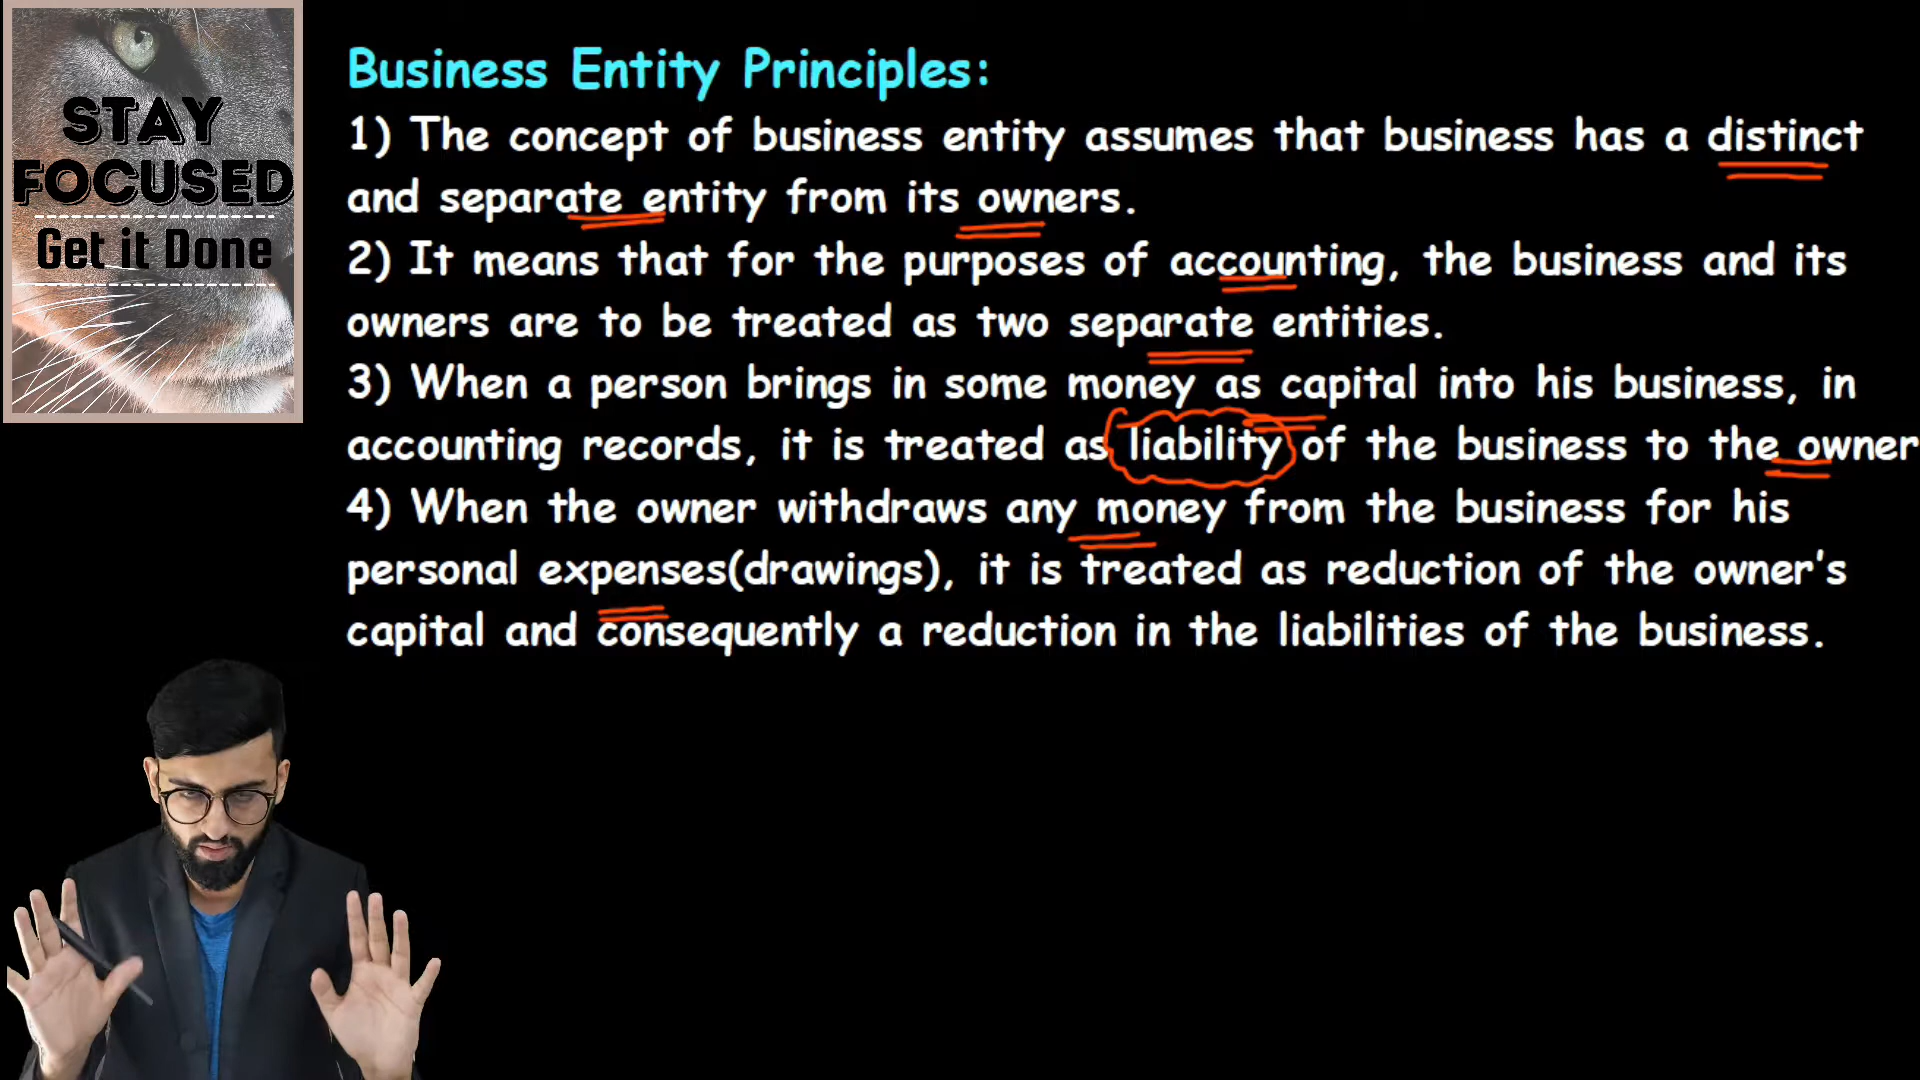 STAY
FOCUSED
Get it Done
Business Entity Principles:
1) The concept of business entity assumes that business has a distinct
and separate entity from its owners.
2) It means that for the purposes of accounting, the business and its
owners are to be treated as two separate entities.
3) When a person brings in some money as capital into his business, in
accounting records, it is treated as liability of the business to the owner
4) When the owner withdraws any money from the business for his
personal expenses(drawings), it is treated as reduction of the owner's
capital and consequently a reduction in the liabilities of the business.